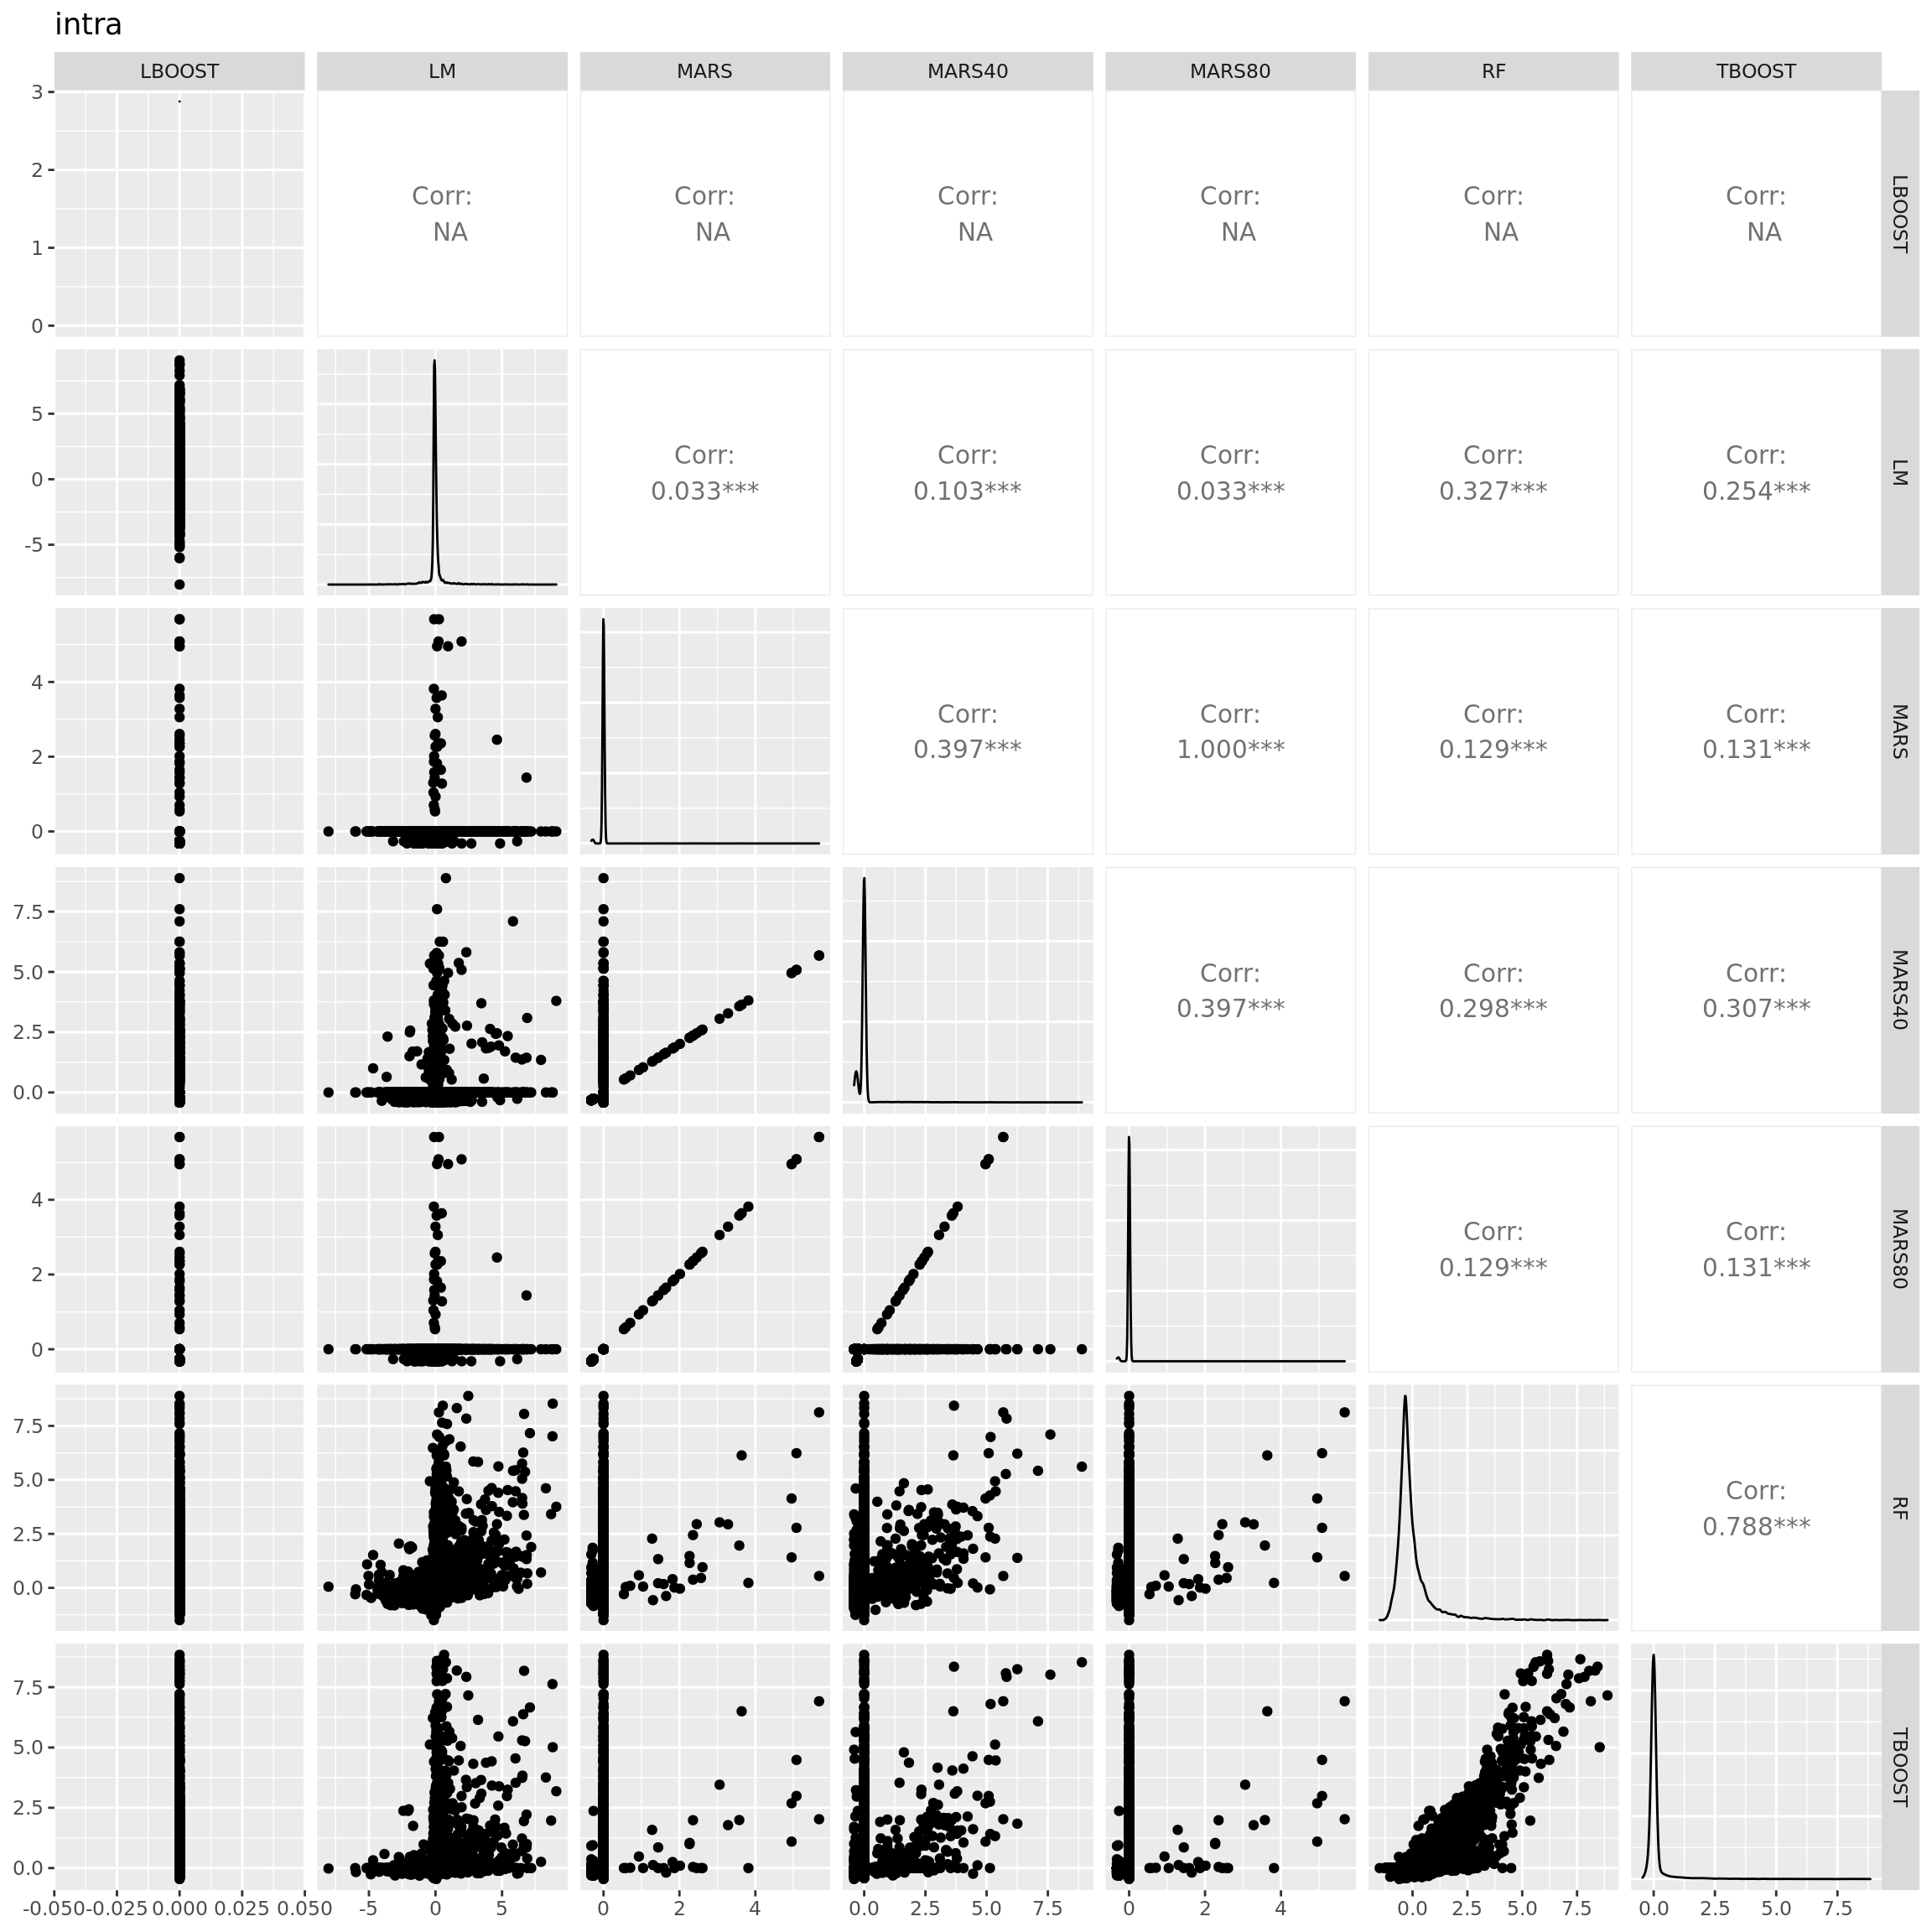 intra
LBOOST LM MARS MARS40 MARS80 RF TBOOST
3
2
1
0
Corr:
NA
Corr:
NA
Corr:
NA
Corr:
NA
Corr:
NA
Corr:
NA
LBOOST
5
0
-5
Corr:
0.033***
Corr:
0.103***
Corr:
0.033***
Corr:
0.327***
Corr:
0.254***
LM
4
2
0
Corr:
0.397***
Corr:
1.000***
Corr:
0.129***
Corr:
0.131***
MARS
7.5
5.0
2.5
0.0
Corr:
0.397***
Corr:
0.298***
Corr:
0.307***
MARS40
4
2
0
Corr:
0.129***
Corr:
0.131***
MARS80
7.5
5.0
2.5
0.0
Corr:
0.788***
RF
7.5
5.0
2.5
0.0
TBOOST
-0.050 -0.025 0.000 0.025 0.050 -5 0 5 0 2 4 0.0 2.5 5.0 7.5 0 2 4 0.0 2.5 5.0 7.5 0.0 2.5 5.0 7.5